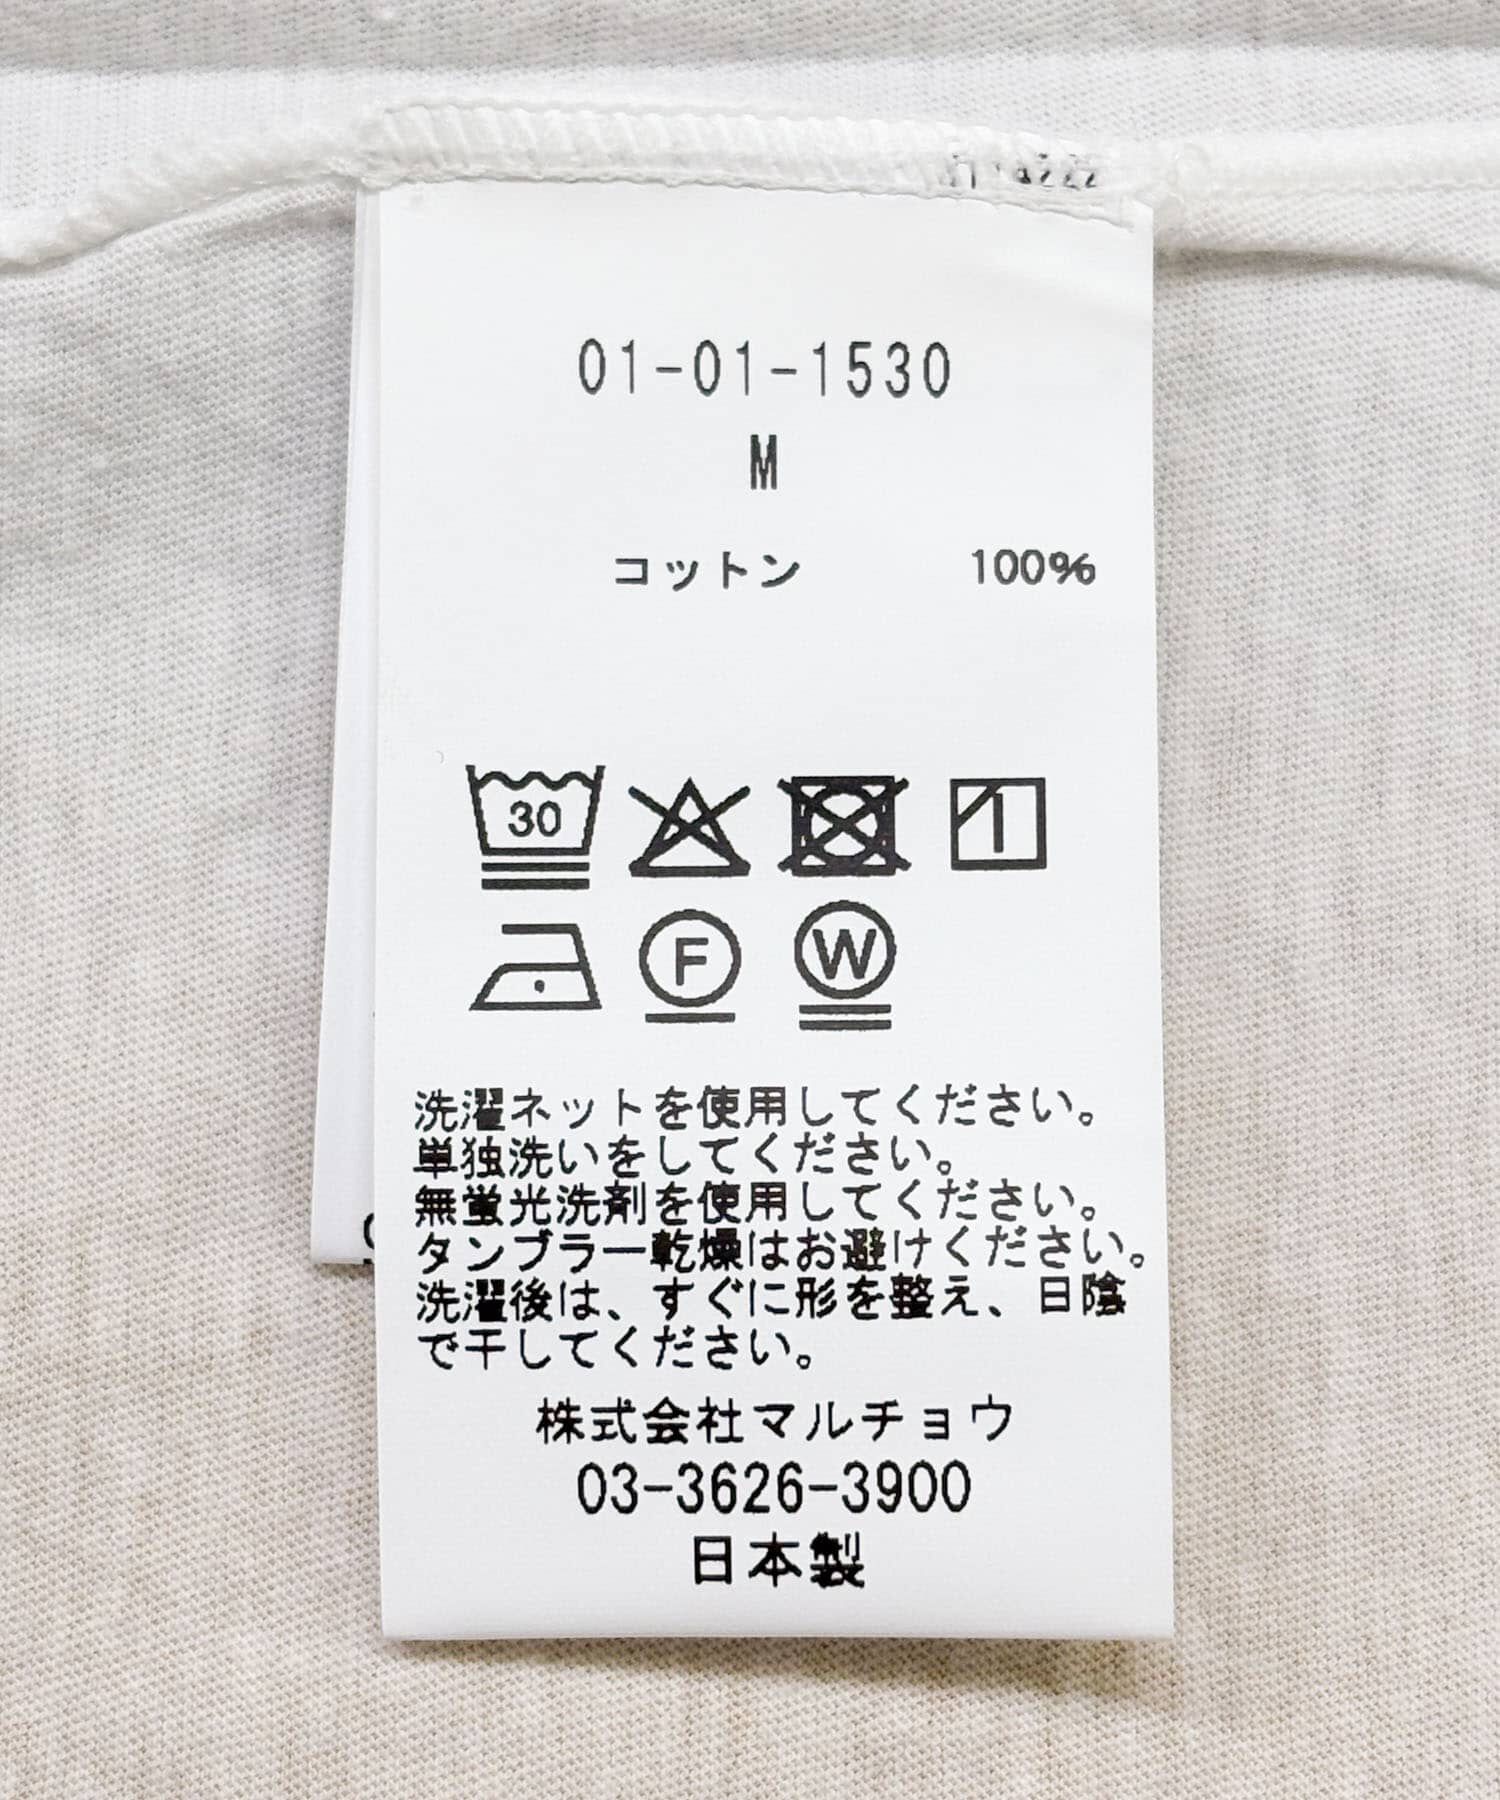 01-01-1530
M
コットン 100%
30
F W
洗濯ネットを使用してください。
単独洗いをしてください。
無蛍光洗剤を使用してください。
タンブラー乾燥はお避けください。
洗濯後は、すぐに形を整え、日陰
で干してください。
株式会社マルチョウ
03-3626-3900
日本製